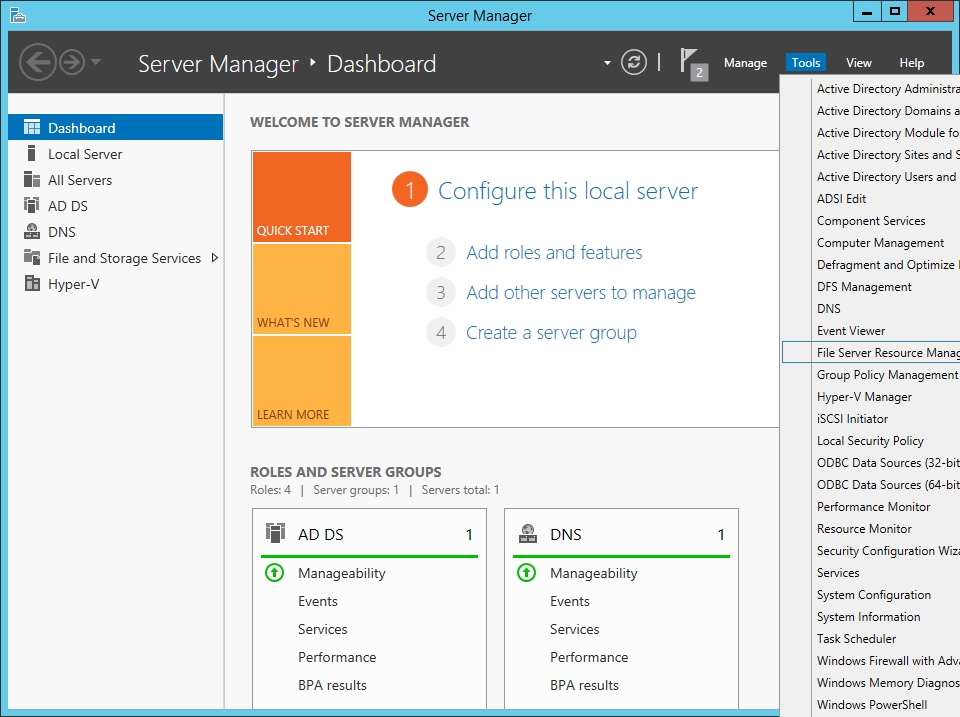 Server Manager
Server Manager ‣ Dashboard
2
Manage
Tools
View
Help
Dashboard
Local Server
All Servers
AD DS
DNS
File and Storage Services
Hyper-V
WELCOME TO SERVER MANAGER
QUICK START
WHAT'S NEW
LEARN MORE
1 Configure this local server
2 Add roles and features
3 Add other servers to manage
4 Create a server group
ROLES AND SERVER GROUPS
Roles: 4 | Server groups: 1 | Servers total: 1
AD DS 1
Manageability
Events
Services
Performance
BPA results
DNS 1
Manageability
Events
Services
Performance
BPA results
Active Directory Administra
Active Directory Domains a
Active Directory Module fo
Active Directory Sites and S
Active Directory Users and
ADSI Edit
Component Services
Computer Management
Defragment and Optimize
DFS Management
DNS
Event Viewer
File Server Resource Manag
Group Policy Management
Hyper-V Manager
iSCSI Initiator
Local Security Policy
ODBC Data Sources (32-bit
ODBC Data Sources (64-bit
Performance Monitor
Resource Monitor
Security Configuration Wiza
Services
System Configuration
System Information
Task Scheduler
Windows Firewall with Adva
Windows Memory Diagnos
Windows PowerShell